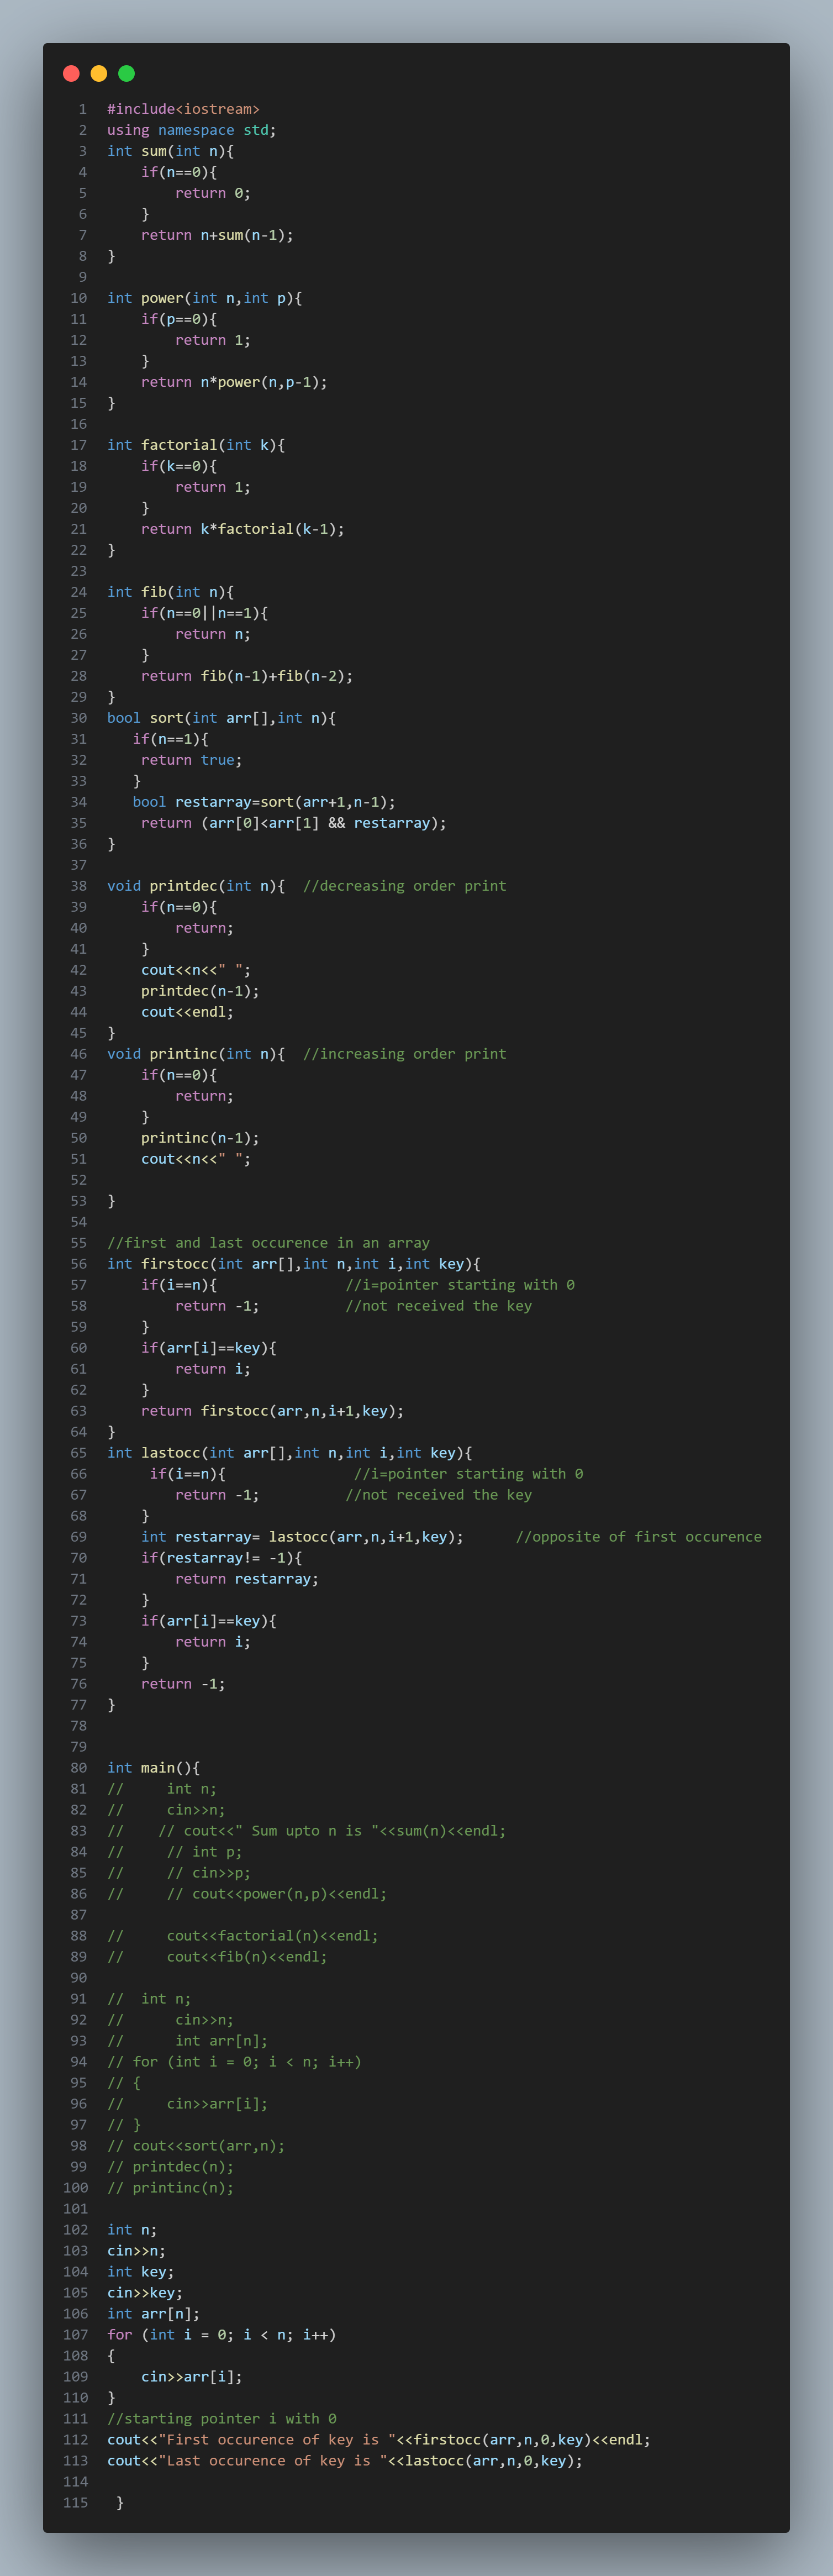 1 #include<iostream>
2 using namespace std;
3 int sum(int n){
4     if(n==0){
5         return 0;
6     }
7     return n+sum(n-1);
8 }
9
10 int power(int n,int p){
11     if(p==0){
12         return 1;
13     }
14     return n*power(n,p-1);
15 }
16
17 int factorial(int k){
18     if(k==0){
19         return 1;
20     }
21     return k*factorial(k-1);
22 }
23
24 int fib(int n){
25     if(n==0||n==1){
26         return n;
27     }
28     return fib(n-1)+fib(n-2);
29 }
30 bool sort(int arr[],int n){
31    if(n==1){
32     return true;
33    }
34    bool restarray=sort(arr+1,n-1);
35     return (arr[0]<arr[1] && restarray);
36 }
37
38 void printdec(int n){  //decreasing order print
39     if(n==0){
40         return;
41     }
42     cout<<n<<" ";
43     printdec(n-1);
44     cout<<endl;
45 }
46 void printinc(int n){  //increasing order print
47     if(n==0){
48         return;
49     }
50     printinc(n-1);
51     cout<<n<<" ";
52
53 }
54
55 //first and last occurence in an array
56 int firstocc(int arr[],int n,int i,int key){
57     if(i==n){               //i=pointer starting with 0
58         return -1;          //not received the key
59     }
60     if(arr[i]==key){
61         return i;
62     }
63     return firstocc(arr,n,i+1,key);
64 }
65 int lastocc(int arr[],int n,int i,int key){
66      if(i==n){               //i=pointer starting with 0
67         return -1;          //not received the key
68     }
69     int restarray= lastocc(arr,n,i+1,key);      //opposite of first occurence
70     if(restarray!= -1){
71         return restarray;
72     }
73     if(arr[i]==key){
74         return i;
75     }
76     return -1;
77 }
78
79
80 int main(){
81 //     int n;
82 //     cin>>n;
83 //    // cout<<" Sum upto n is "<<sum(n)<<endl;
84 //     // int p;
85 //     // cin>>p;
86 //     // cout<<power(n,p)<<endl;
87
88 //     cout<<factorial(n)<<endl;
89 //     cout<<fib(n)<<endl;
90
91 //  int n;
92 //      cin>>n;
93 //      int arr[n];
94 // for (int i = 0; i < n; i++)
95 // {
96 //     cin>>arr[i];
97 // }
98 // cout<<sort(arr,n);
99 // printdec(n);
100 // printinc(n);
101
102 int n;
103 cin>>n;
104 int key;
105 cin>>key;
106 int arr[n];
107 for (int i = 0; i < n; i++)
108 {
109     cin>>arr[i];
110 }
111 //starting pointer i with 0
112 cout<<"First occurence of key is "<<firstocc(arr,n,0,key)<<endl;
113 cout<<"Last occurence of key is "<<lastocc(arr,n,0,key);
114
115  }